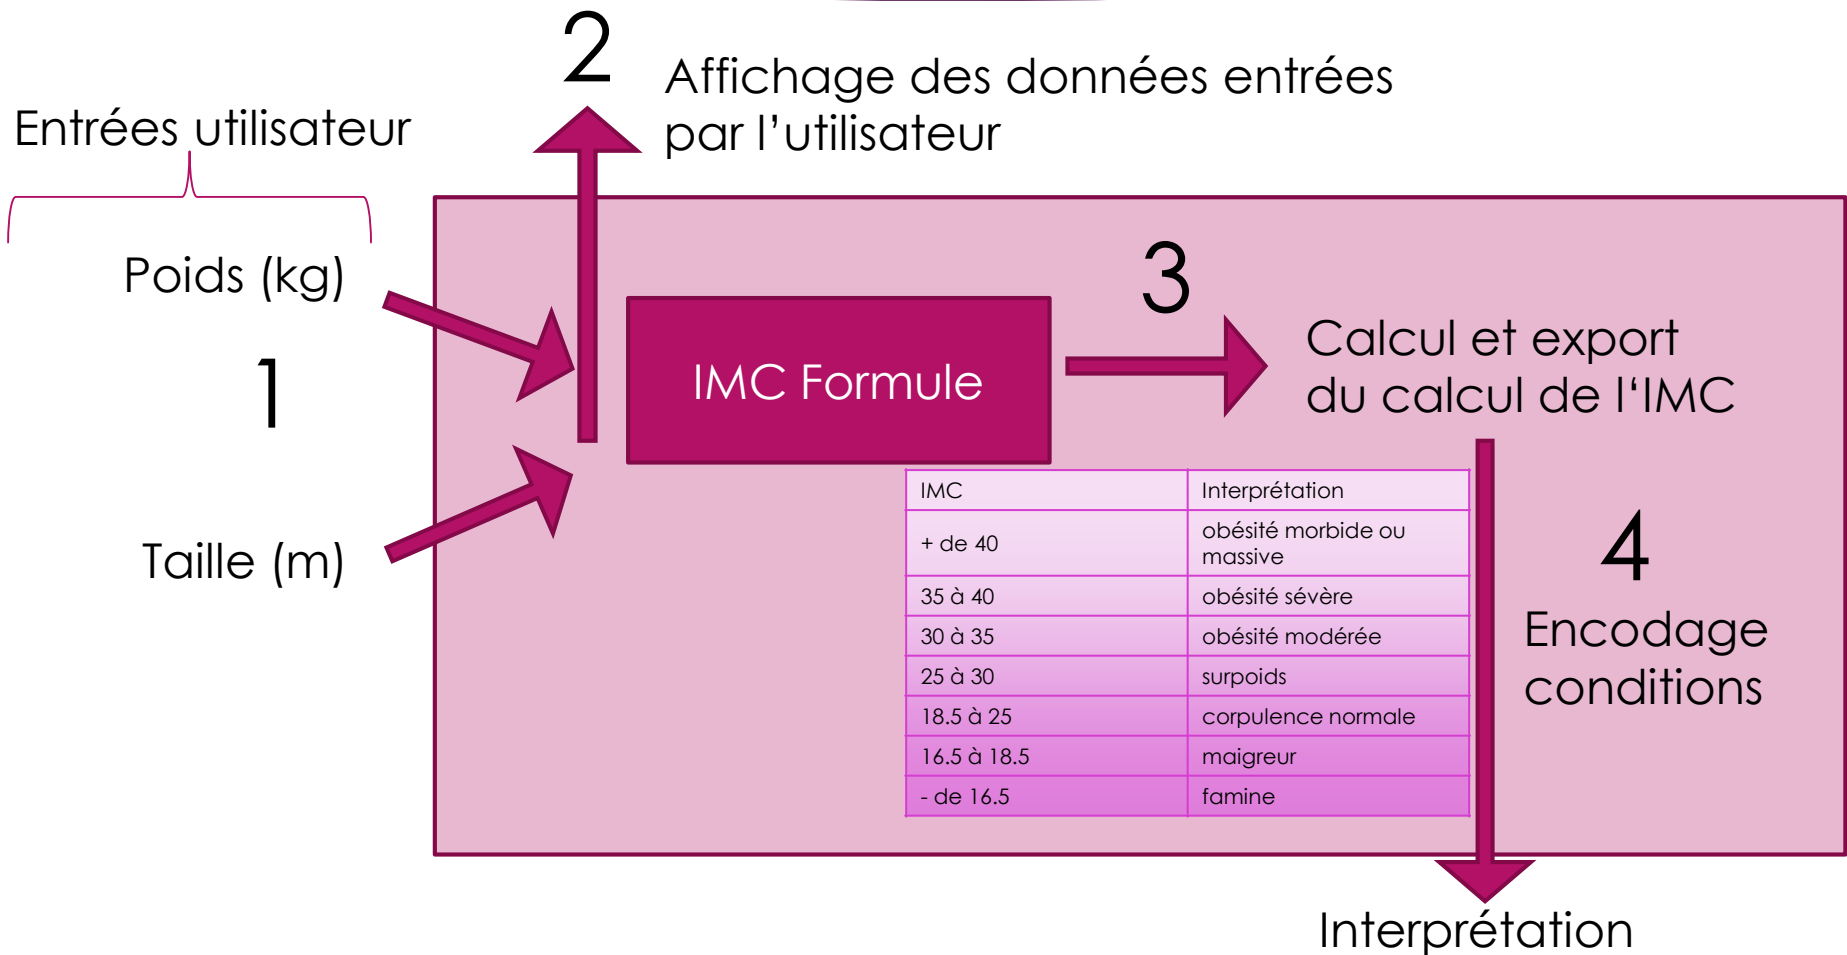 2
Affichage des données entrées
par l’utilisateur
Entrées utilisateur
Poids (kg)
1
Taille (m)
IMC Formule
3
Calcul et export
du calcul de l‘IMC
IMC Interprétation
+ de 40 obésité morbide ou
massive
35 à 40 obésité sévère
30 à 35 obésité modérée
25 à 30 surpoids
18.5 à 25 corpulence normale
16.5 à 18.5 maigreur
- de 16.5 famine
4
Encodage
conditions
Interprétation